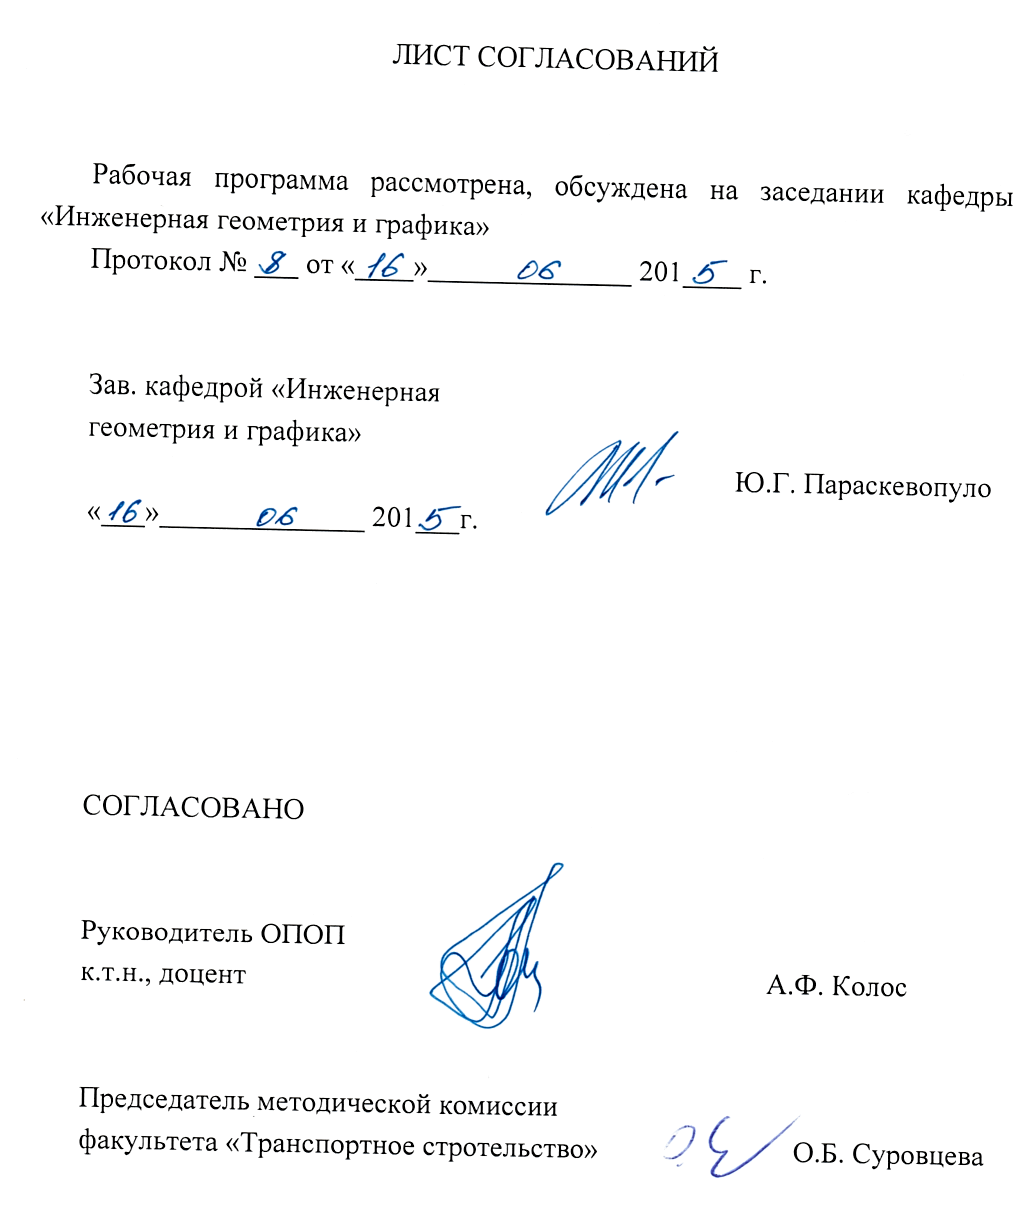 ЛИСТ СОГЛАСОВАНИЙ
Рабочая программа рассмотрена, обсуждена на заседании кафедры
«Инженерная геометрия и графика»
Протокол № 8 от «16» 06 2015 г.
Зав. кафедрой «Инженерная
геометрия и графика»
Ю.Г. Параскевопуло
«16» 06 2015 г.
СОГЛАСОВАНО
Руководитель ОПОП
к.т.н., доцент
А.Ф. Колос
Председатель методической комиссии
факультета «Транспортное стротельство»
О.Б. Суровцева